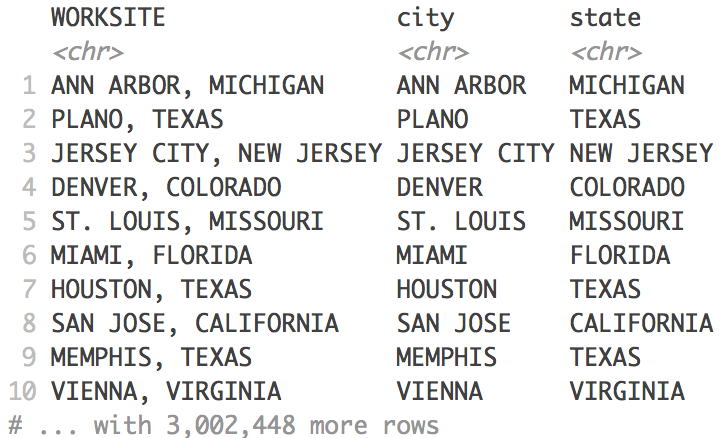 WORKSITE city state
<chr> <chr> <chr>
1 ANN ARBOR, MICHIGAN ANN ARBOR MICHIGAN
2 PLANO, TEXAS PLANO TEXAS
3 JERSEY CITY, NEW JERSEY JERSEY CITY NEW JERSEY
4 DENVER, COLORADO DENVER COLORADO
5 ST. LOUIS, MISSOURI ST. LOUIS MISSOURI
6 MIAMI, FLORIDA MIAMI FLORIDA
7 HOUSTON, TEXAS HOUSTON TEXAS
8 SAN JOSE, CALIFORNIA SAN JOSE CALIFORNIA
9 MEMPHIS, TEXAS MEMPHIS TEXAS
10 VIENNA, VIRGINIA VIENNA VIRGINIA
# ... with 3,002,448 more rows